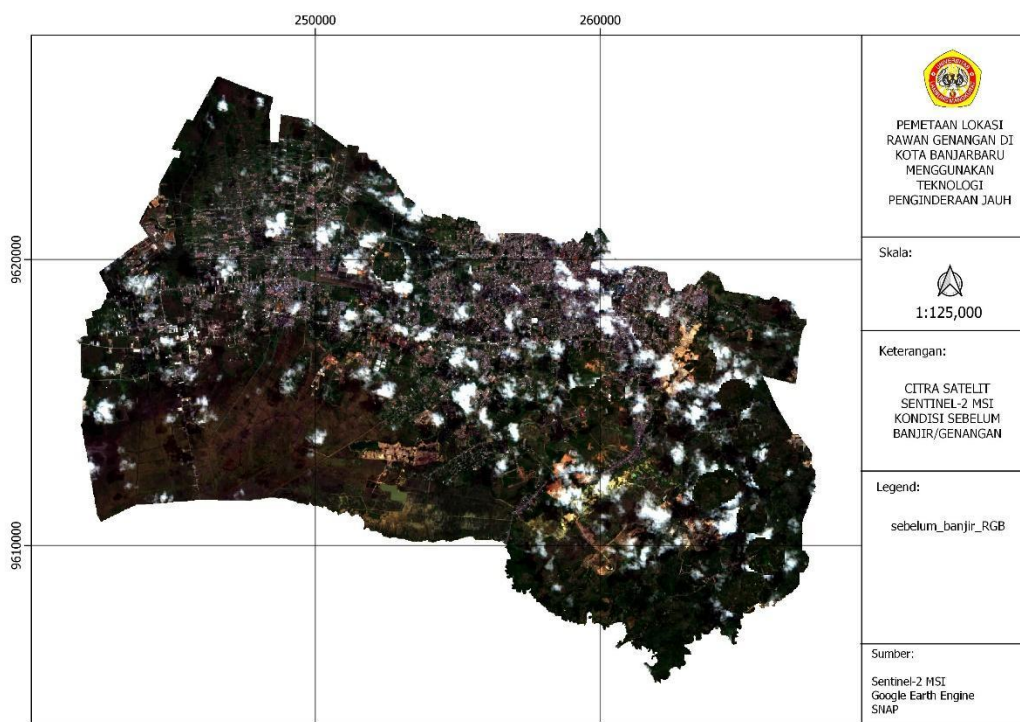 250000
260000
9620000
9610000
PEMETAAN LOKASI
RAWAN GENANGAN DI
KOTA BANJARBARU
MENGGUNAKAN
TEKNOLOGI
PENGINDERAAN JAUH
Skala:
1:125,000
Keterangan:
CITRA SATELIT
SENTINEL-2 MSI
KONDISI SEBELUM
BANJIR/GENANGAN
Legend:
sebelum_banjir_RGB
Sumber:
Sentinel-2 MSI
Google Earth Engine
SNAP